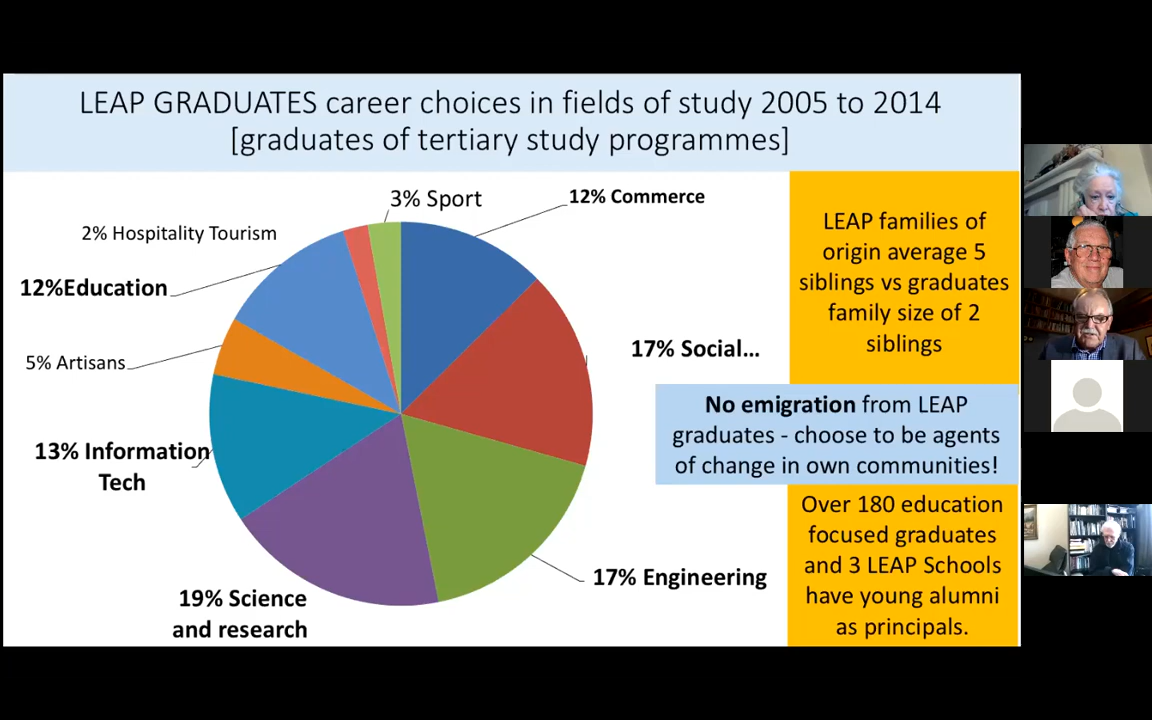 LEAP GRADUATES career choices in fields of study 2005 to 2014
[graduates of tertiary study programmes]
3% Sport
12% Commerce
2% Hospitality Tourism
12%Education
5% Artisans
13% Information
Tech
19% Science
and research
17% Engineering
17% Social...
LEAP families of
origin average 5
siblings vs graduates
family size of 2
siblings
No emigration from LEAP
graduates - choose to be agents
of change in own communities!
Over 180 education
focused graduates
and 3 LEAP Schools
have young alumni
as principals.